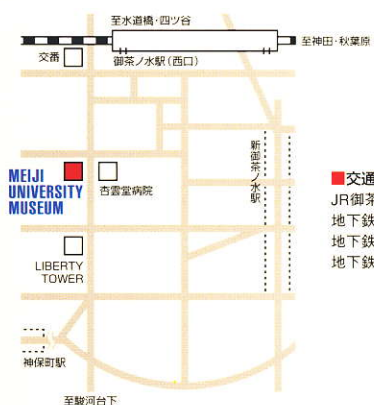 至水道橋・四ツ谷
至神田・秋葉原
交番
御茶ノ水駅(西口)
新御茶ノ水駅
MEIJI
UNIVERSITY
MUSEUM
杏雲堂病院
LIBERTY
TOWER
神保町駅
至駿河台下
■交通
JR御茶
地下鉄
地下鉄
地下鉄